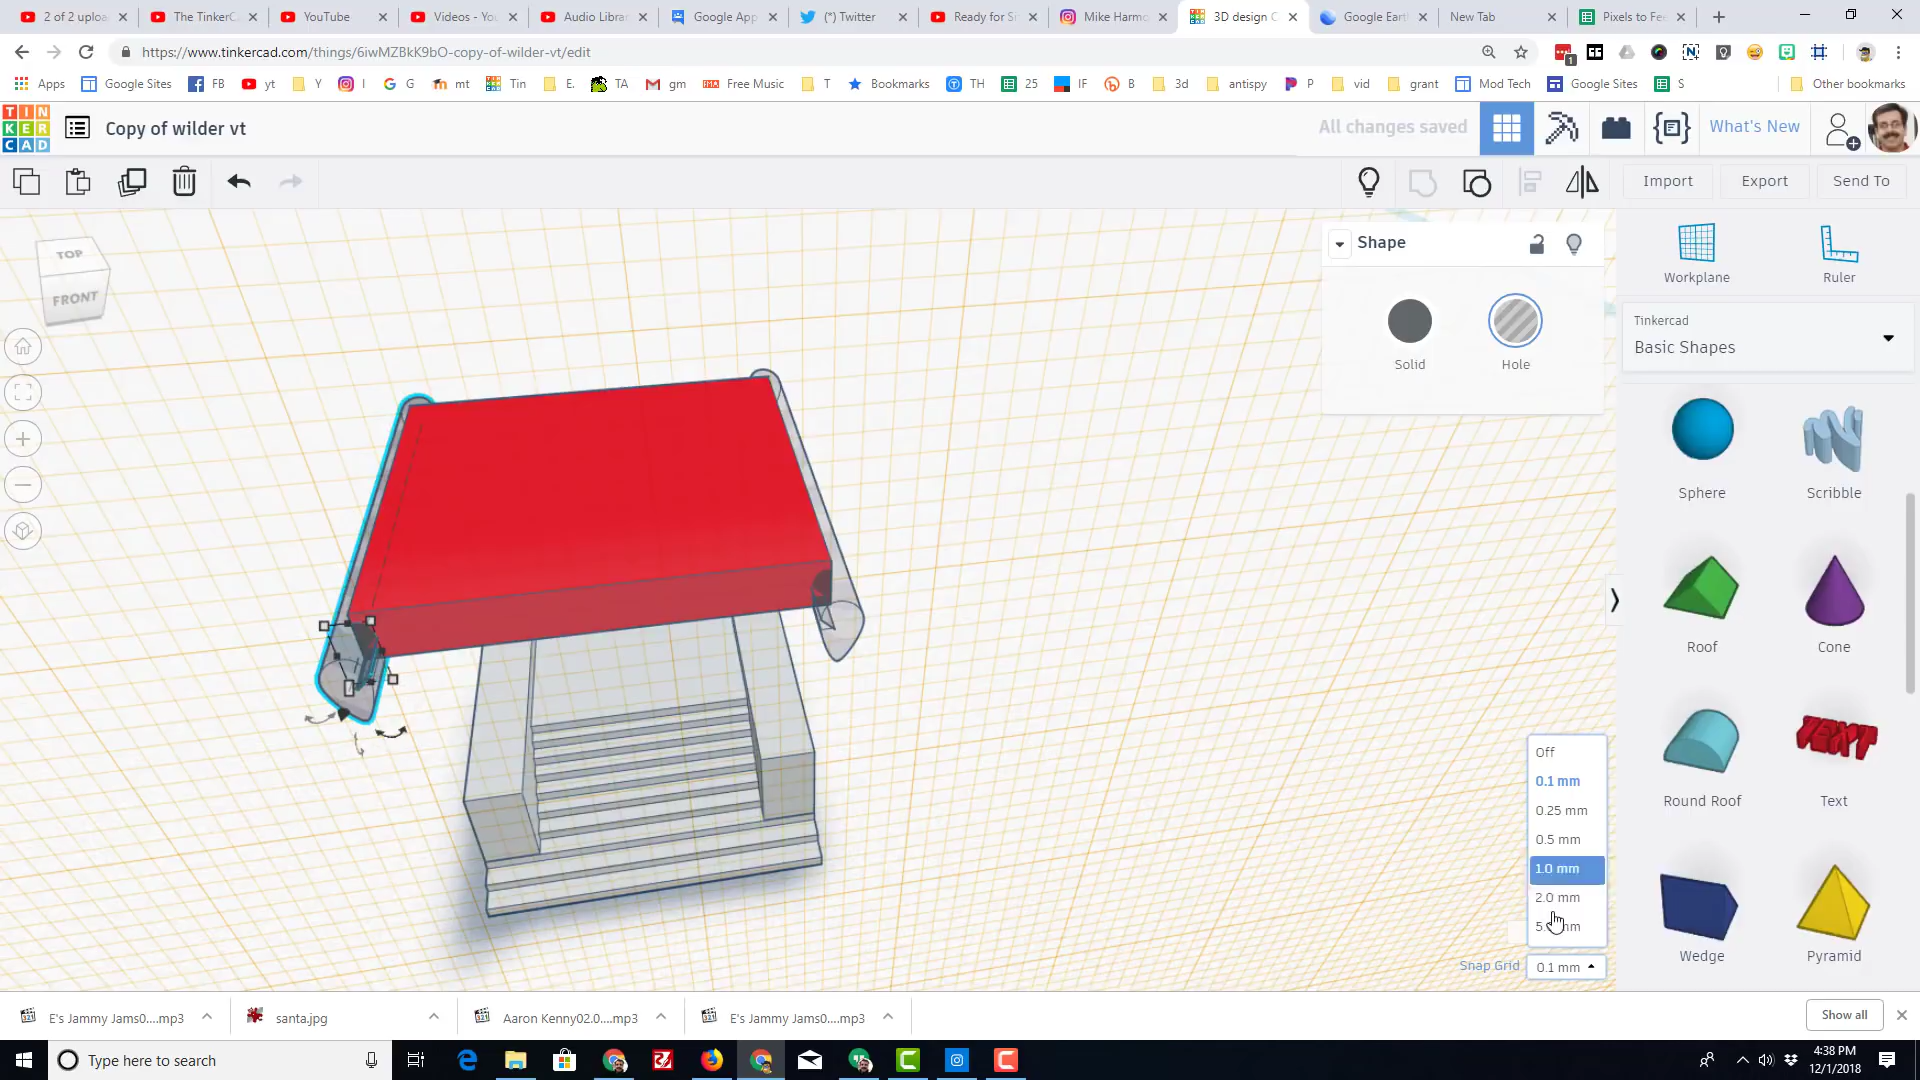 2 of 2 uploa
The TinkerCa
YouTube
Videos - You
Audio Librar
Google App
(*) Twitter
Ready for Si
Mike Harmo
3D design C
Google Eart
New Tab
Pixels to Fee
https://www.tinkercad.com/things/6iwMZBkK9bO-copy-of-wilder-vt/edit
1
Apps
Google Sites
FB
yt
Y
I
G
mt
Tin
E.
TA
gm
Free Music
T
Bookmarks
TH
25
IF
B
3d
antispy
P
vid
grant
Mod Tech
Google Sites
S
Other bookmarks
TIN
KER
CAD
Copy of wilder vt
All changes saved
What's New
Import
Export
Send To
TOP
FRONT
Shape
Solid
Hole
Workplane
Ruler
Tinkercad
Basic Shapes
Sphere
Scribble
Roof
Cone
Round Roof
TEXT
Text
Wedge
Pyramid
Off
0.1 mm
0.25 mm
0.5 mm
1.0 mm
2.0 mm
Snap Grid
0.1 mm
E's Jammy Jams0....mp3
santa.jpg
Aaron Kenny02.0....mp3
E's Jammy Jams0....mp3
Show all
Type here to search
4:38 PM
12/1/2018